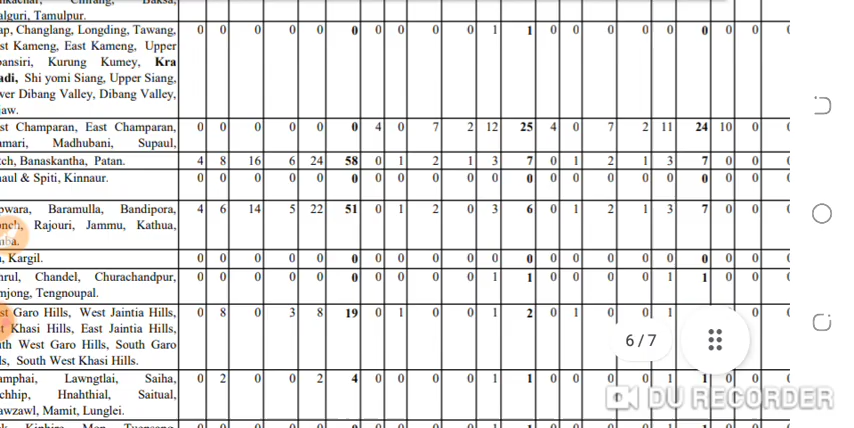 alguri, Tamulpur.
ap, Changlang, Longding, Tawang, 0 0 0 0 0 0 0 0 0 0 1 1 0 0 0 0 0 0 0 0
st Kameng, East Kameng, Upper
bansiri, Kurung Kumey, Kra
adi, Shi yomi Siang, Upper Siang,
wer Dibang Valley, Dibang Valley,
jaw.
st Champaran, East Champaran, 0 0 0 0 0 0 4 0 7 2 12 25 4 0 7 2 11 24 10 0
amari, Madhubani, Supaul,
tch, Banaskantha, Patan. 4 8 16 6 24 58 0 1 2 1 3 7 0 1 2 1 3 7 0 0
haul & Spiti, Kinnaur. 0 0 0 0 0 0 0 0 0 0 0 0 0 0 0 0 0 0 0 0
pwara, Baramulla, Bandipora, 4 6 14 5 22 51 0 1 2 0 3 6 0 1 2 1 3 7 0 0
onch, Rajouri, Jammu, Kathua,
mba.
, Kargil. 0 0 0 0 0 0 0 0 0 0 0 0 0 0 0 0 0 0 0 0
nrul, Chandel, Churachandpur, 0 0 0 0 0 0 0 0 0 0 1 1 0 0 0 0 1 1 0 0
mjong, Tengnoupal.
st Garo Hills, West Jaintia Hills, 0 8 0 3 8 19 0 1 0 0 1 2 0 1 0 0 1
t Khasi Hills, East Jaintia Hills,
uth West Garo Hills, South Garo
ls, South West Khasi Hills.
6 / 7
amphai, Lawngtlai, Saiha, 0 2 0 0 2 4 0 0 0 0 1 1 0 0 0 0 1 1 0 0
chhip, Hnahthial, Saitual,
awzawl, Mamit, Lunglei.
DU RECORDER